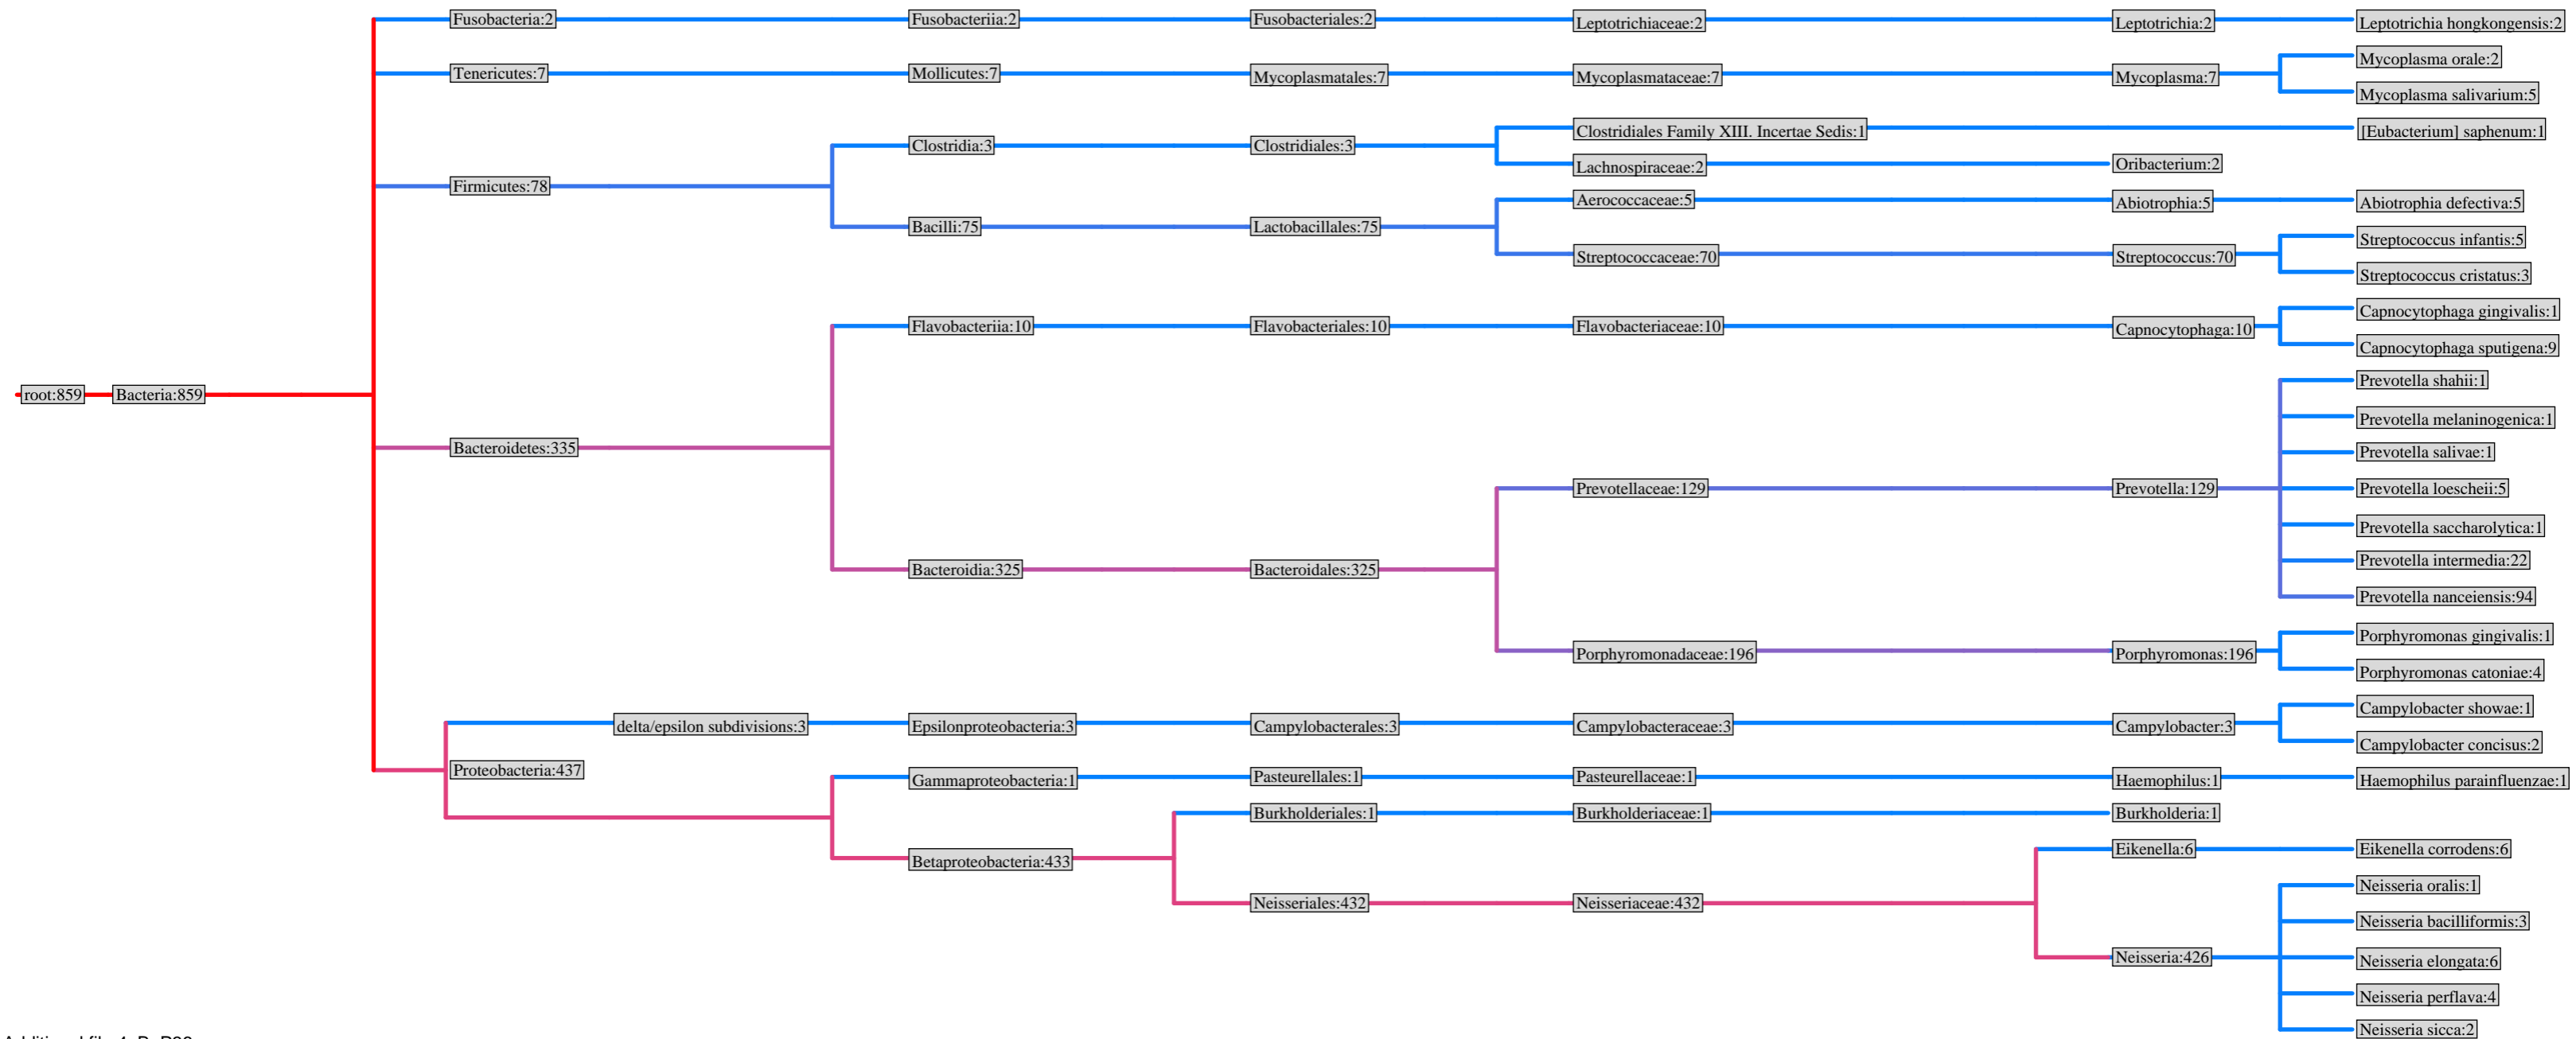 Fusobacteria:2 Fusobacteriia:2 Fusobacteriales:2 Leptotrichiaceae:2 Leptotrichia:2 Leptotrichia hongkongensis:2
Mycoplasma orale:2
Tenericutes:7 Mollicutes:7 Mycoplasmatales:7 Mycoplasmataceae:7 Mycoplasma:7
Mycoplasma salivarium:5
Clostridiales Family XIII. Incertae Sedis:1 [Eubacterium] saphenum:1
Clostridia:3 Clostridiales:3
Lachnospiraceae:2 Oribacterium:2
Firmicutes:78
Aerococcaceae:5 Abiotrophia:5 Abiotrophia defectiva:5
Bacilli:75 Lactobacillales:75
Streptococcus infantis:5
Streptococcaceae:70 Streptococcus:70
Streptococcus cristatus:3
Capnocytophaga gingivalis:1
Flavobacteriia:10 Flavobacteriales:10 Flavobacteriaceae:10 Capnocytophaga:10
Capnocytophaga sputigena:9
Prevotella shahii:1
root:859 Bacteria:859
Prevotella melaninogenica:1
Bacteroidetes:335
Prevotella salivae:1
Prevotellaceae:129 Prevotella:129 Prevotella loescheii:5
Prevotella saccharolytica:1
Prevotella intermedia:22
Bacteroidia:325 Bacteroidales:325
Prevotella nanceiensis:94
Porphyromonas gingivalis:1
Porphyromonadaceae:196 Porphyromonas:196
Porphyromonas catoniae:4
Campylobacter showae:1
delta/epsilon subdivisions:3 Epsilonproteobacteria:3 Campylobacterales:3 Campylobacteraceae:3 Campylobacter:3
Campylobacter concisus:2
Proteobacteria:437
Gammaproteobacteria:1 Pasteurellales:1 Pasteurellaceae:1 Haemophilus:1 Haemophilus parainfluenzae:1
Burkholderiales:1 Burkholderiaceae:1 Burkholderia:1
Eikenella:6 Eikenella corrodens:6
Betaproteobacteria:433
Neisseria oralis:1
Neisseriales:432 Neisseriaceae:432
Neisseria bacilliformis:3
Neisseria:426 Neisseria elongata:6
Neisseria perflava:4
Neisseria sicca:2